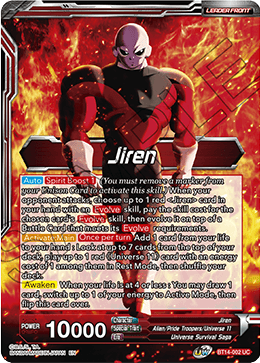 LEADER FRONT
Jiren
Auto Spirit Boost 1 (You must remove a marker from
your Unison Card to activate this skill.) When your
opponent attacks, choose up to 1 red <Jiren> card in
your hand with an Evolve skill, pay the skill cost for the
chosen card's Evolve skill, then evolve it on top of a
Battle Card that meets its Evolve requirements.
Activate: Main Once per turn Add 1 card from your life
to your hand: Look at up to 7 cards from the top of your
deck, play up to 1 red 《Universe 11》 card with an energy
cost of 1 among them in Rest Mode, then shuffle your
deck.
Awaken When your life is at 4 or less: You may draw 1
card, switch up to 1 of your energy to Active Mode, then
flip this card over.
POWER 10000
Character Jiren
Special Trait Alien/Pride Troopers/Universe 11
Era Universe Survival Saga
BT14-002 UC